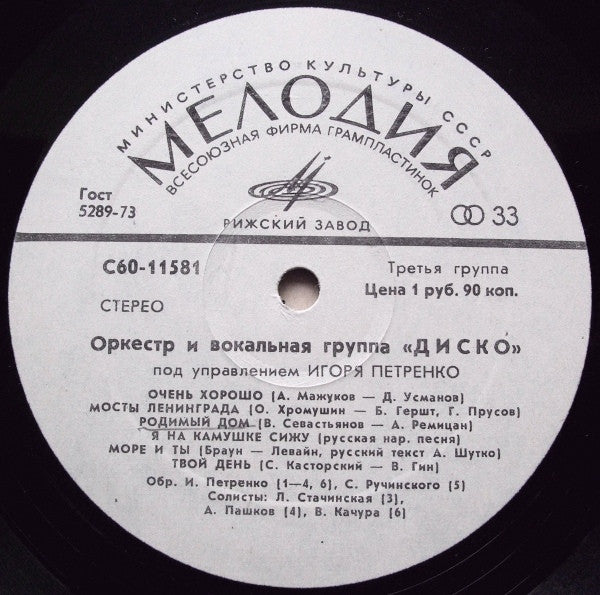 МИНИСТЕРСТВО КУЛЬТУРЫ СССР
МЕЛОДИЯ
ВСЕСОЮЗНАЯ ФИРМА ГРАМПЛАСТИНОК
Гост
5289-73
РИЖСКИЙ ЗАВОД
33
С60-11581
Третья группа
Цена 1 руб. 90 коп.
СТЕРЕО
Оркестр и вокальная группа «ДИСКО»
под управлением ИГОРЯ ПЕТРЕНКО
ОЧЕНЬ ХОРОШО (А. Мажуков — Д. Усманов)
МОСТЫ ЛЕНИНГРАДА (О. Хромушин — Б. Гершт, Г. Прусов)
РОДИМЫЙ ДОМ (В. Севастьянов — А. Ремицан)
Я НА КАМУШКЕ СИЖУ (русская нар. песня)
МОРЕ И ТЫ (Браун — Левайн, русский текст А. Шутко)
ТВОЙ ДЕНЬ (С. Касторский — В. Гин)
Обр. И. Петренко (1—4, 6), С. Ручинского (5)
Солисты: Л. Стачинская (3),
А. Пашков (4), В. Качура (6)